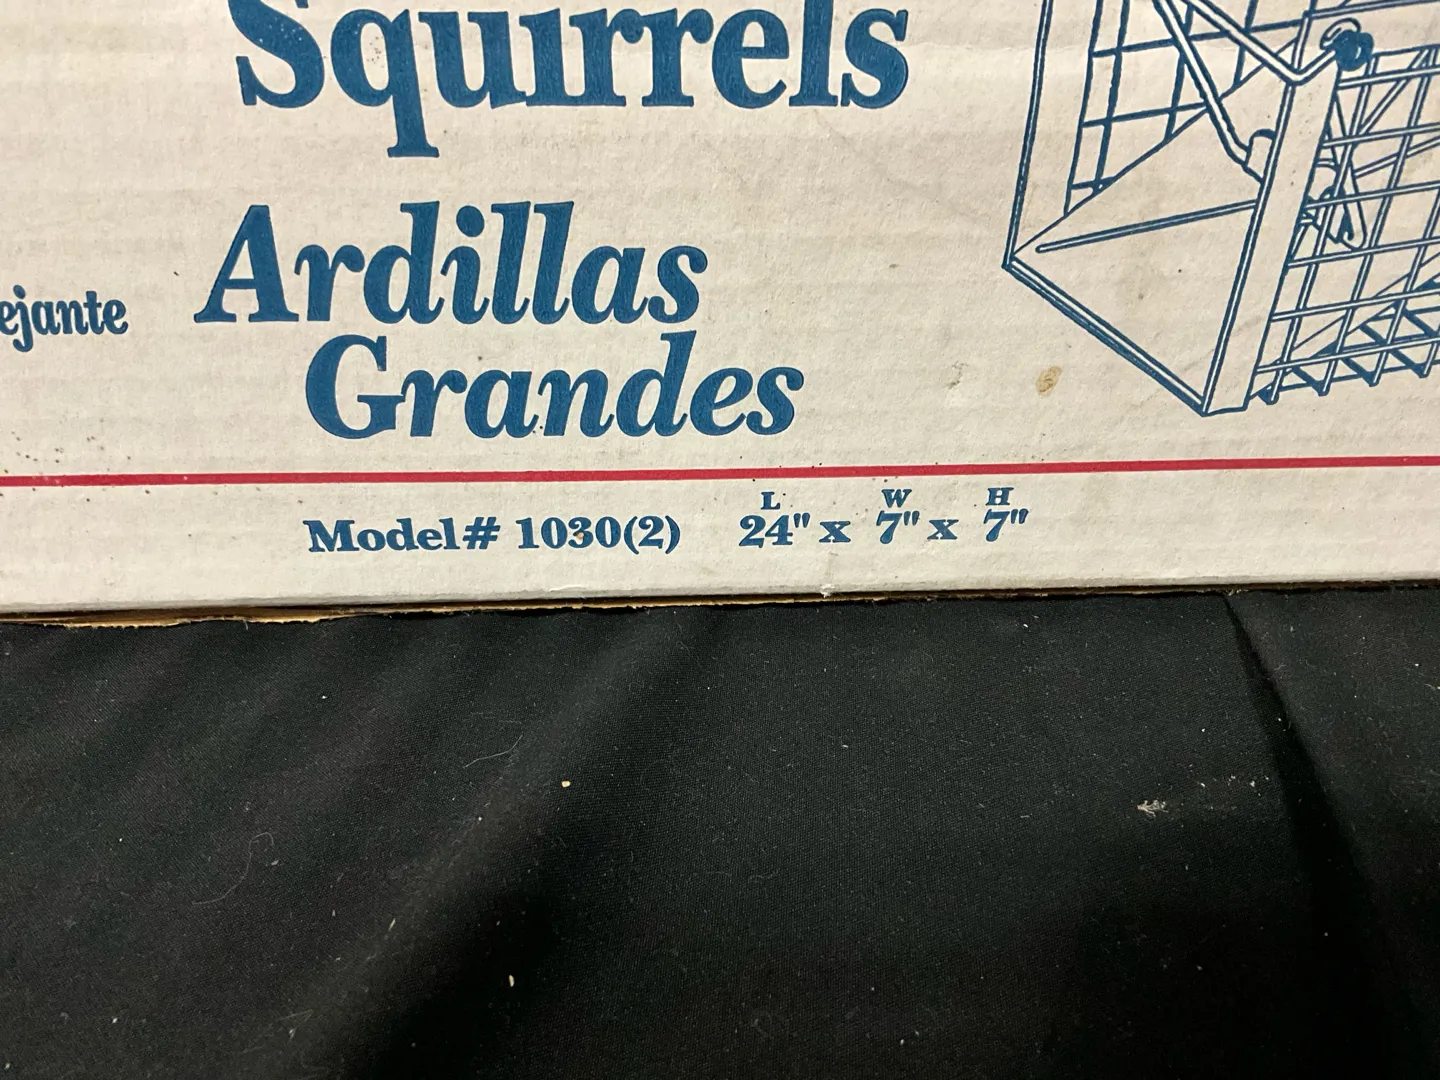 Squirrels
Ardillas
ejante
Grandes
L W H
Model# 1030(2) 24" x 7" x 7"